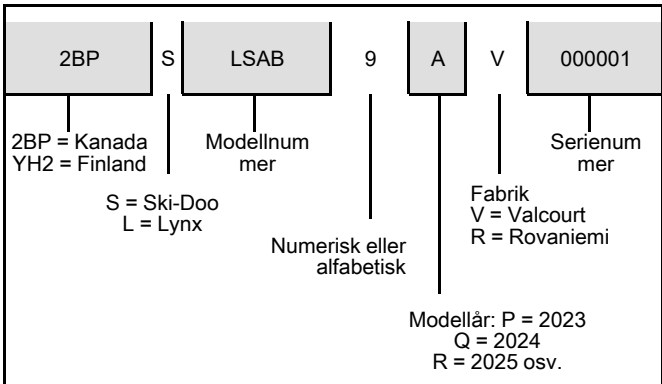 2BP S LSAB 9 A V 000001
2BP = Kanada
YH2 = Finland
Modellnum
mer
Serienum
mer
S = Ski-Doo
L = Lynx
Fabrik
V = Valcourt
R = Rovaniemi
Numerisk eller
alfabetisk
Modellår: P = 2023
Q = 2024
R = 2025 osv.